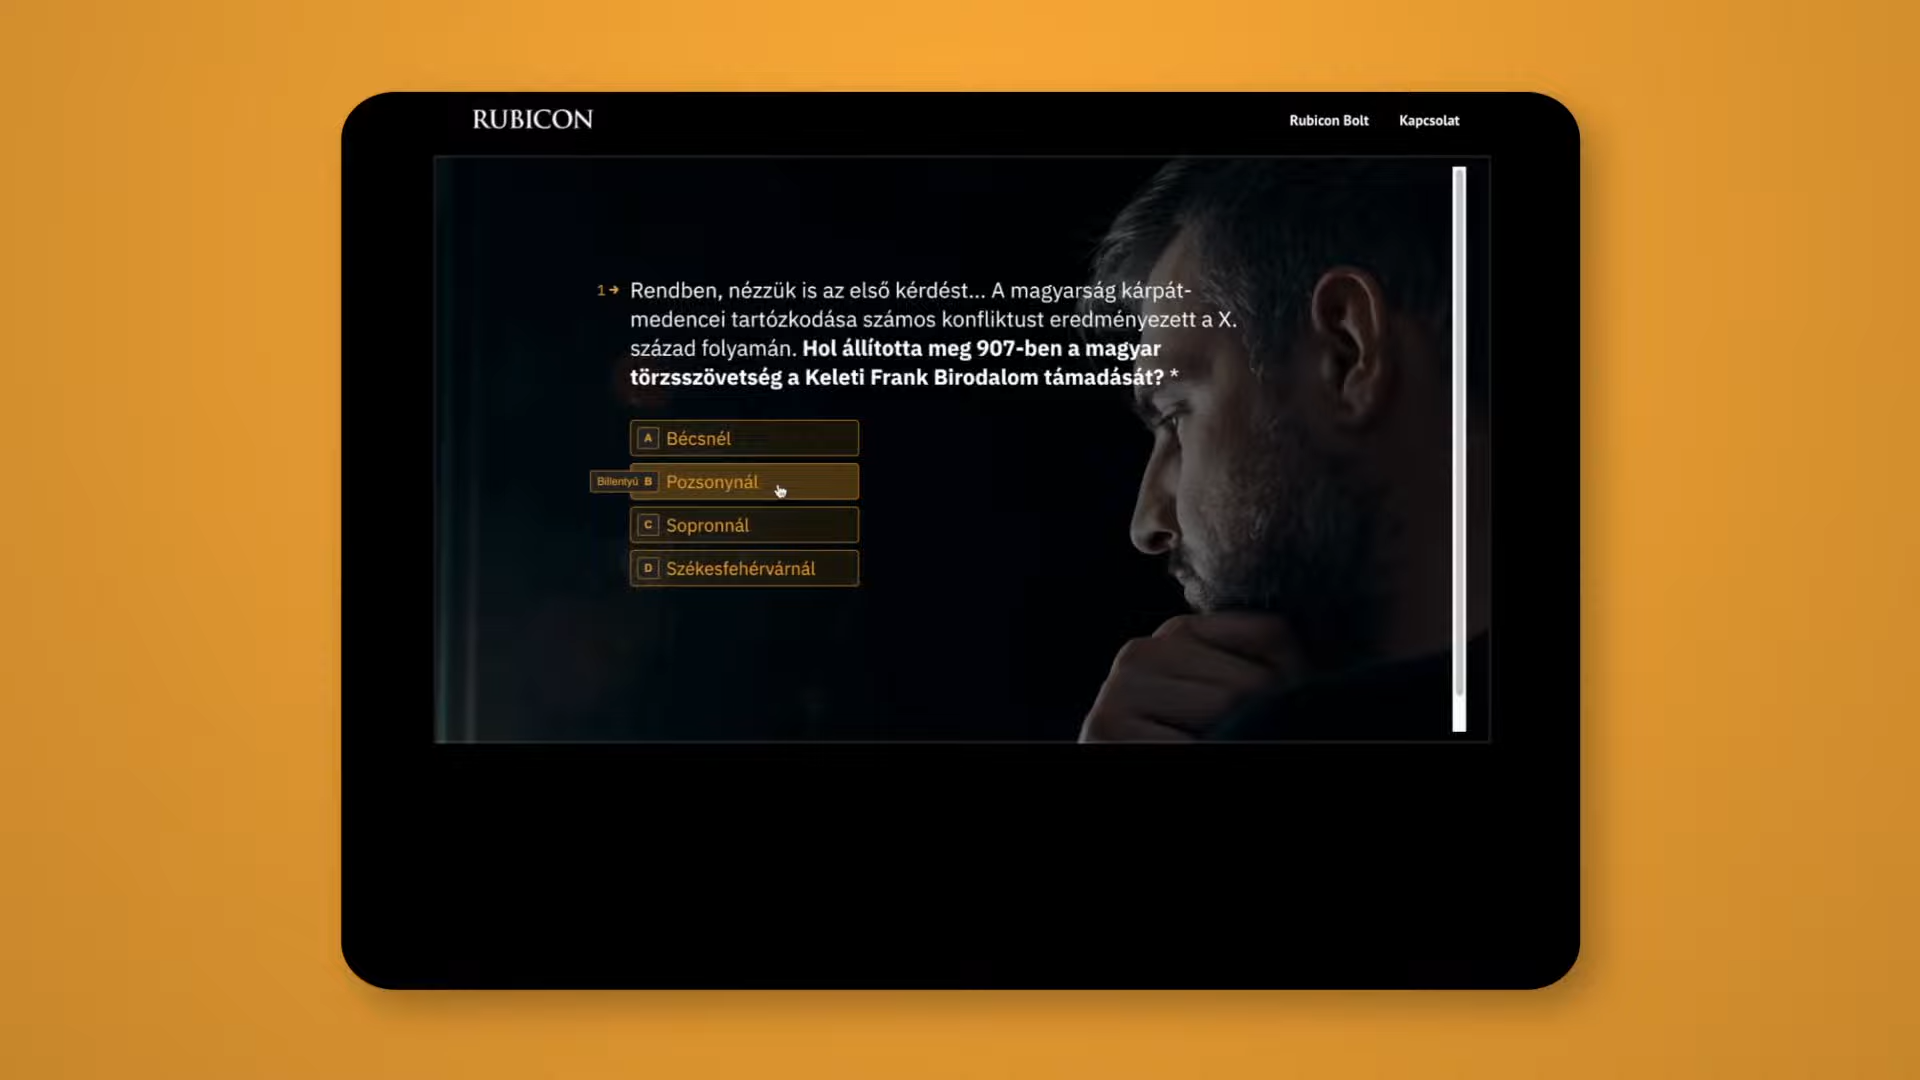 RUBICON
Rubicon Bolt
Kapcsolat
1
Rendben, nézzük is az első kérdést... A magyarság kárpát-
medencei tartózkodása számos konfliktust eredményezett a X.
század folyamán. Hol állította meg 907-ben a magyar
törzsszövetség a Keleti Frank Birodalom támadását? *
A Bécsnél
Billentyű B Pozsonynál
C Sopronnál
D Székesfehérvárnál